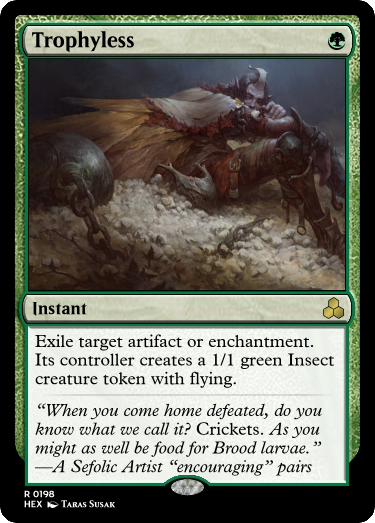 Trophyless
Instant
Exile target artifact or enchantment.
Its controller creates a 1/1 green Insect
creature token with flying.
“When you come home defeated, do you
know what we call it? Crickets. As you
might as well be food for Brood larvae.”
—A Sefolic Artist “encouraging” pairs
R 0198
HEX Taras Susak